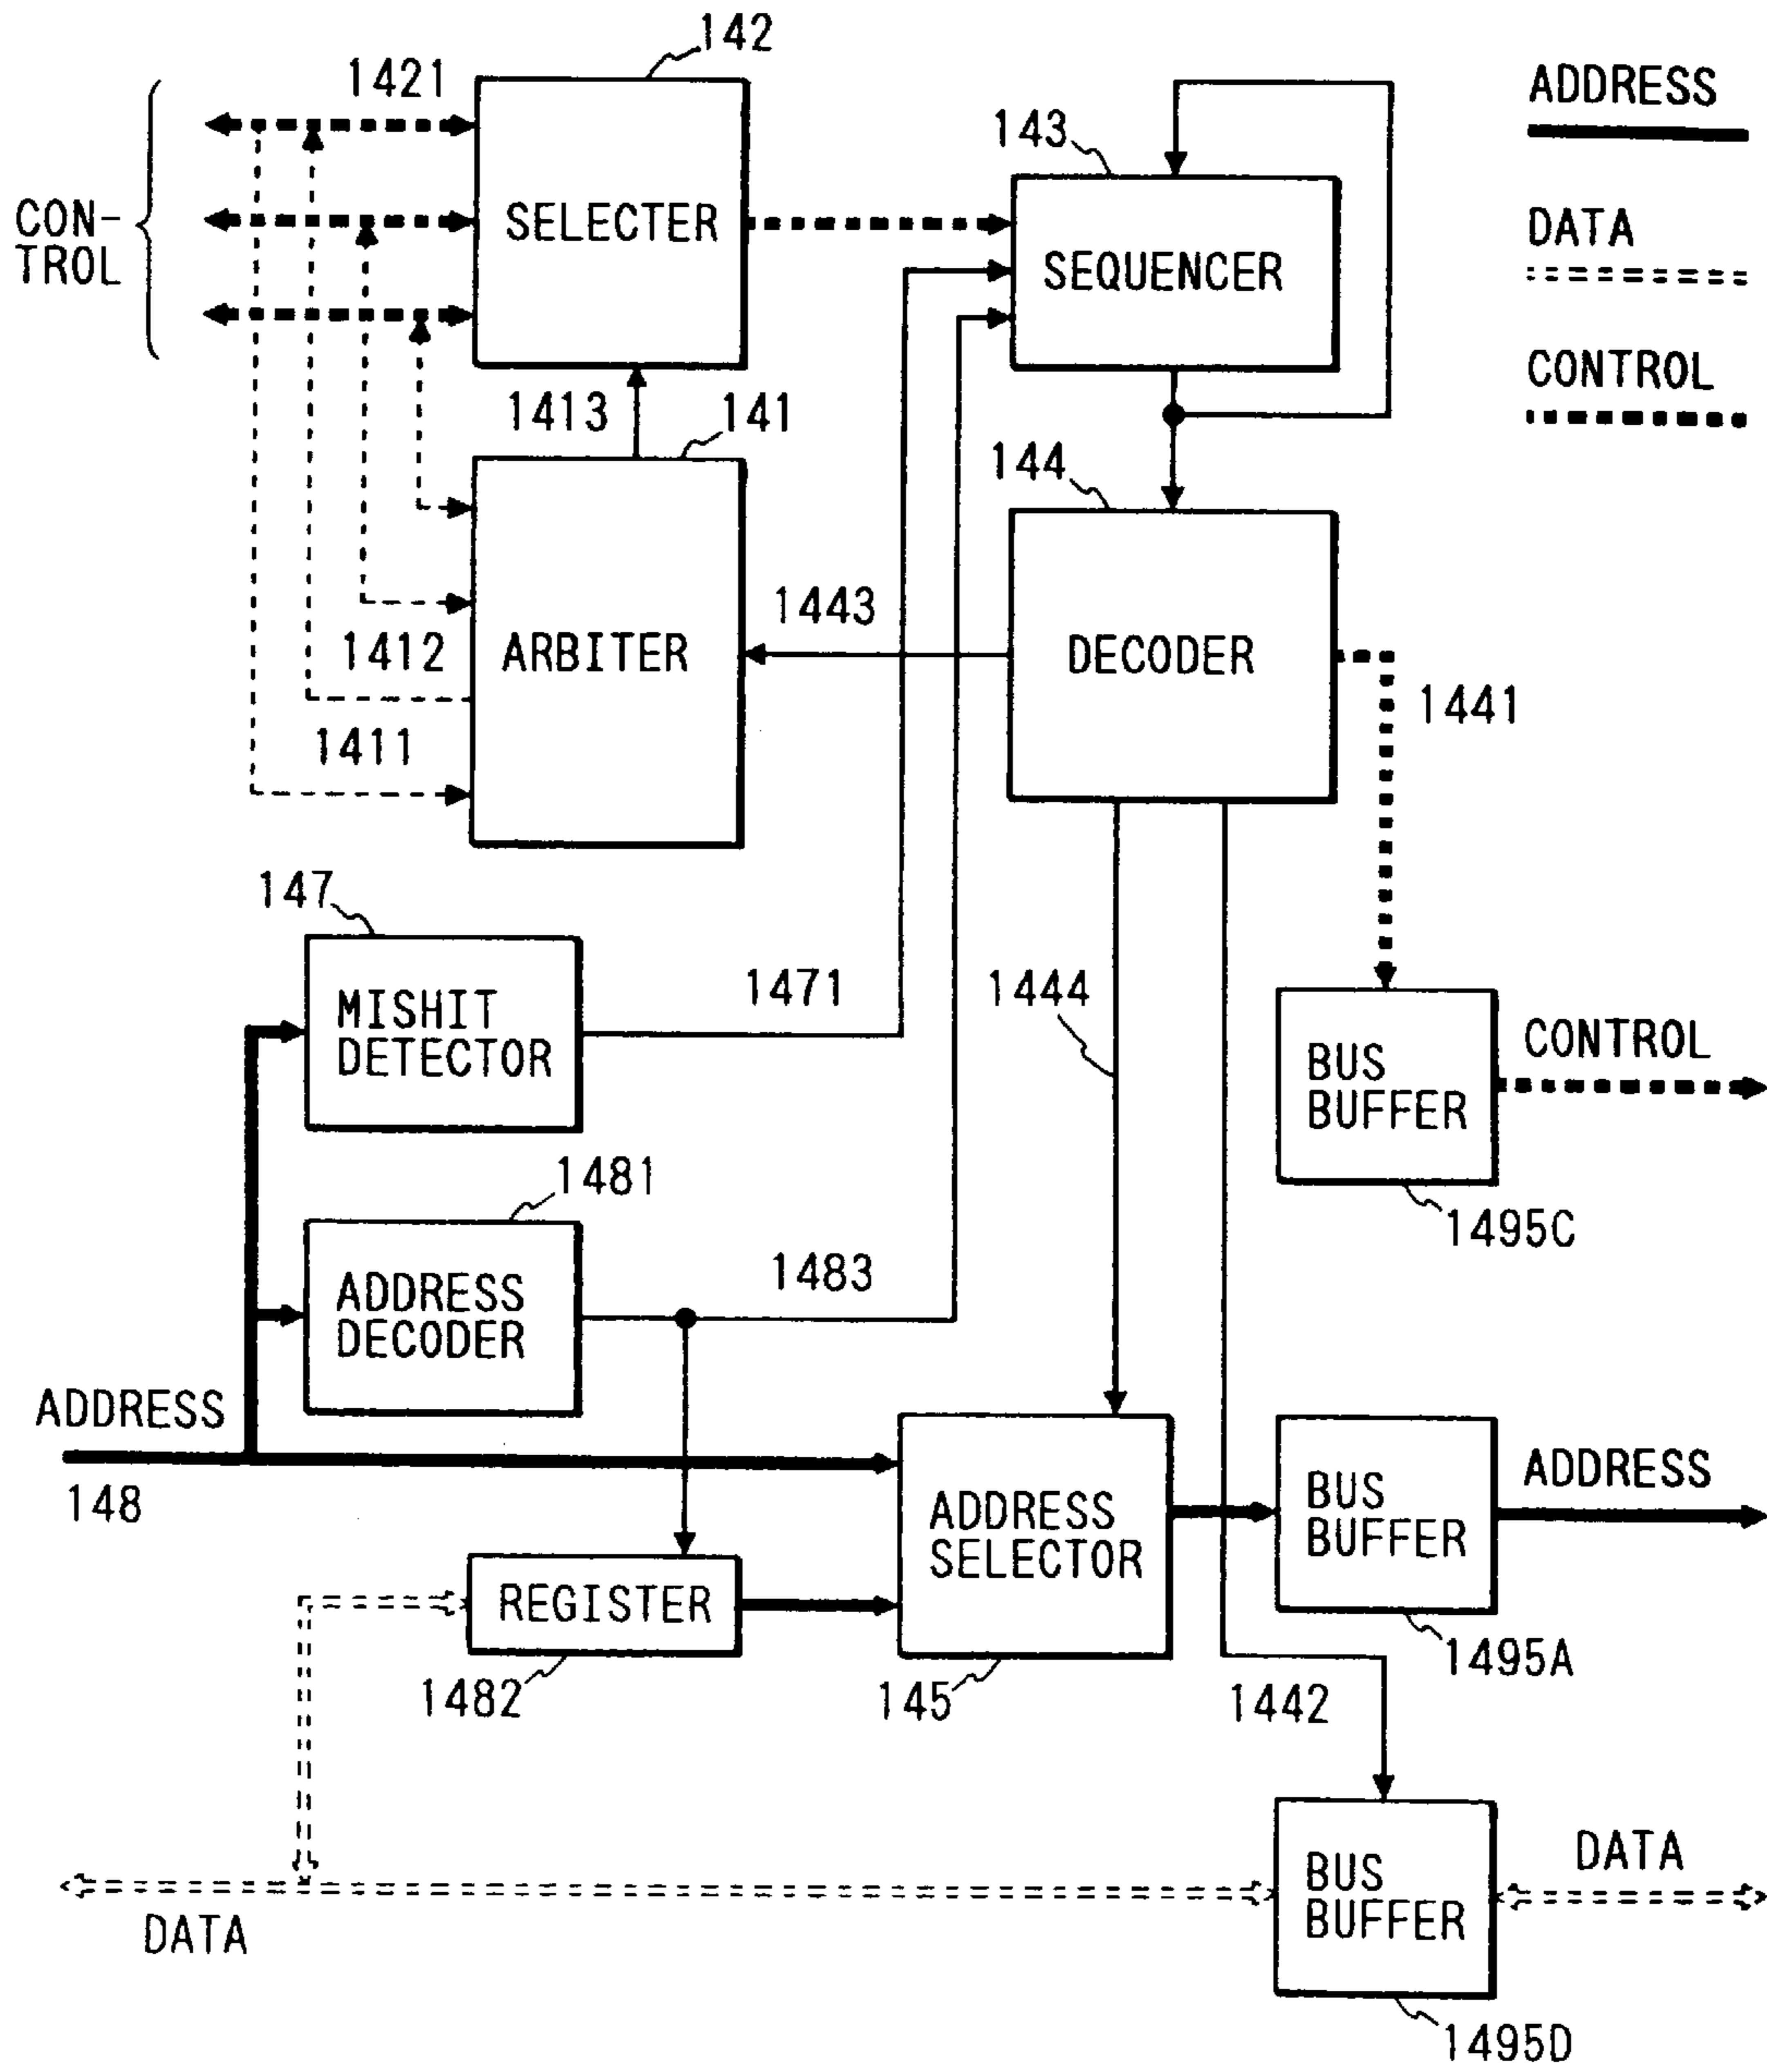 142
1421
ADDRESS
143
CON-
TROL
SELECTER
DATA
SEQUENCER
CONTROL
1413
141
144
1443
ARBITER
DECODER
1412
1441
1411
147
1471
1444
MISHIT
DETECTOR
CONTROL
BUS
BUFFER
1481
1495C
1483
ADDRESS
DECODER
ADDRESS
148
ADDRESS
SELECTOR
BUS
BUFFER
ADDRESS
REGISTER
1482
145
1442
1495A
DATA
BUS
BUFFER
DATA
1495D